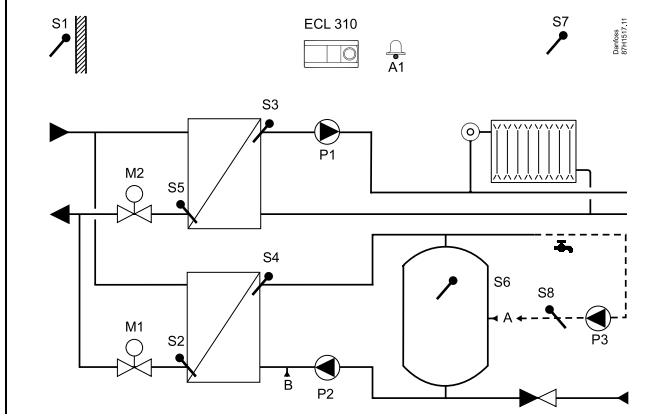 S1
ECL 310
S7
A1
Danfoss
87H1517.11
S3
P1
M2
S5
S4
S6
S8
A
P3
M1
S2
B
P2